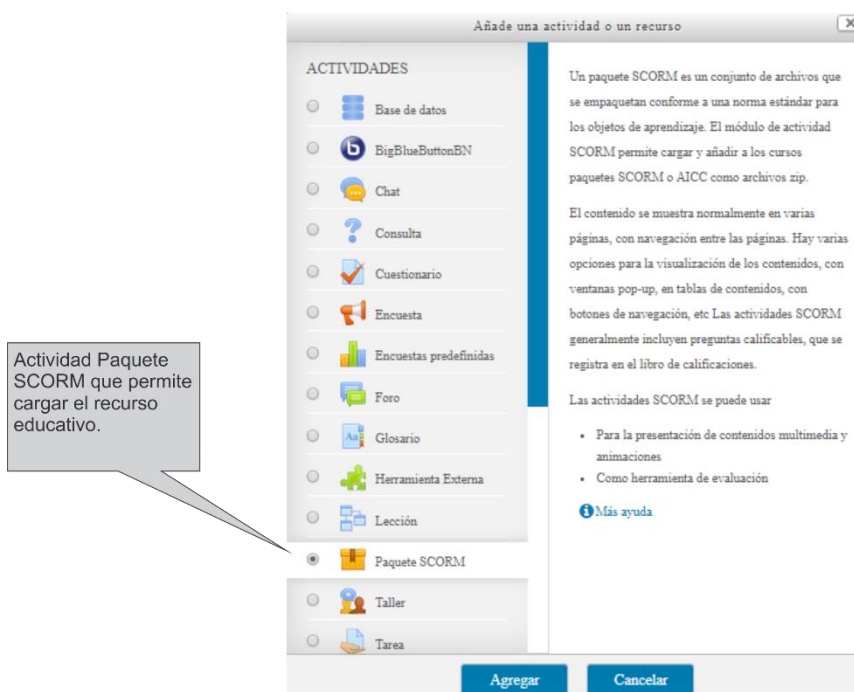 Añade una actividad o un recurso
x
ACTIVIDADES
Base de datos
BigBlueButtonBN
Chat
Consulta
Cuestionario
Encuesta
Encuestas predefinidas
Foro
Glosario
Herramienta Externa
Lección
Paquete SCORM
Taller
Tarea
Un paquete SCORM es un conjunto de archivos que
se empaquetan conforme a una norma estándar para
los objetos de aprendizaje. El módulo de actividad
SCORM permite cargar y añadir a los cursos
paquetes SCORM o AICC como archivos zip.
El contenido se muestra normalmente en varias
páginas, con navegación entre las páginas. Hay varias
opciones para la visualización de los contenidos, con
ventanas pop-up, en tablas de contenidos, con
botones de navegación, etc Las actividades SCORM
generalmente incluyen preguntas calificables, que se
registra en el libro de calificaciones.
Las actividades SCORM se puede usar
• Para la presentación de contenidos multimedia y
animaciones
• Como herramienta de evaluación
Más ayuda
Actividad Paquete
SCORM que permite
cargar el recurso
educativo.
Agregar
Cancelar